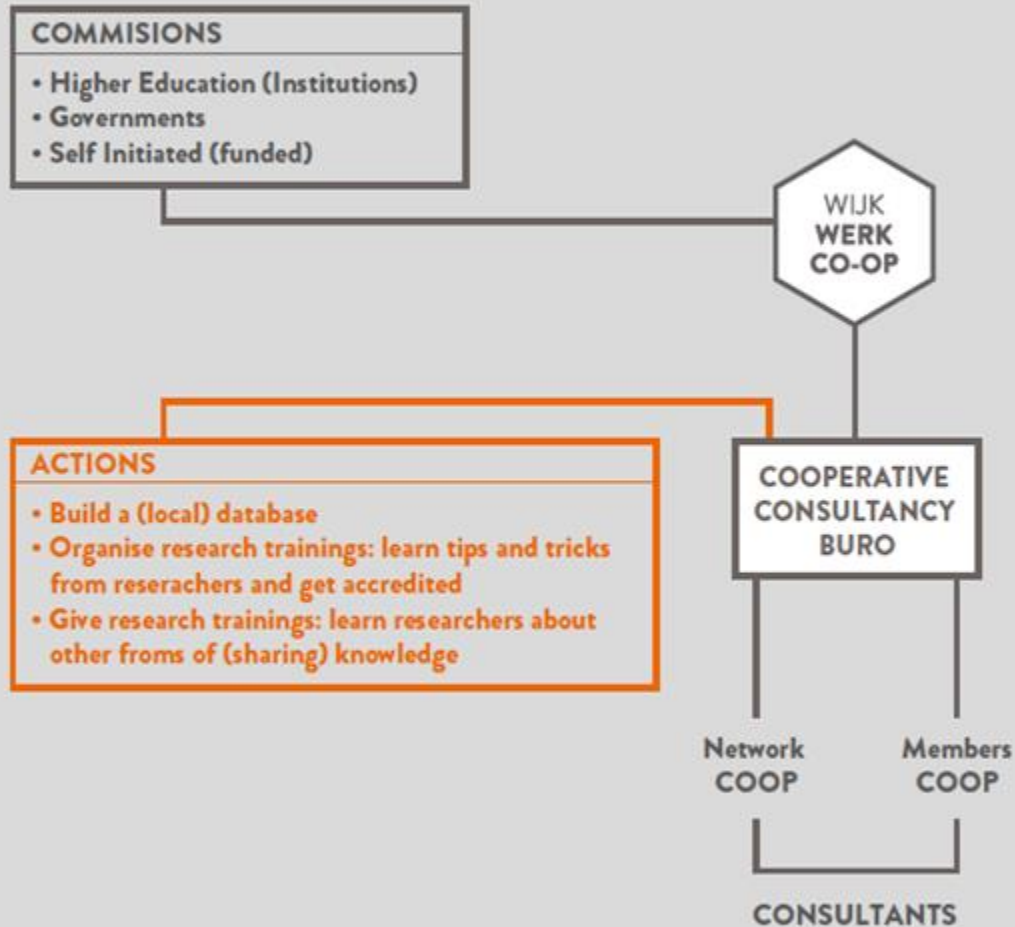 COMMISIONS
• Higher Education (Institutions)
• Governments
• Self Initiated (funded)
WIJK
WERK
CO-OP
ACTIONS
• Build a (local) database
• Organise research trainings: learn tips and tricks
from reserachers and get accredited
• Give research trainings: learn researchers about
other froms of (sharing) knowledge
COOPERATIVE
CONSULTANCY
BURO
Network
COOP
Members
COOP
CONSULTANTS